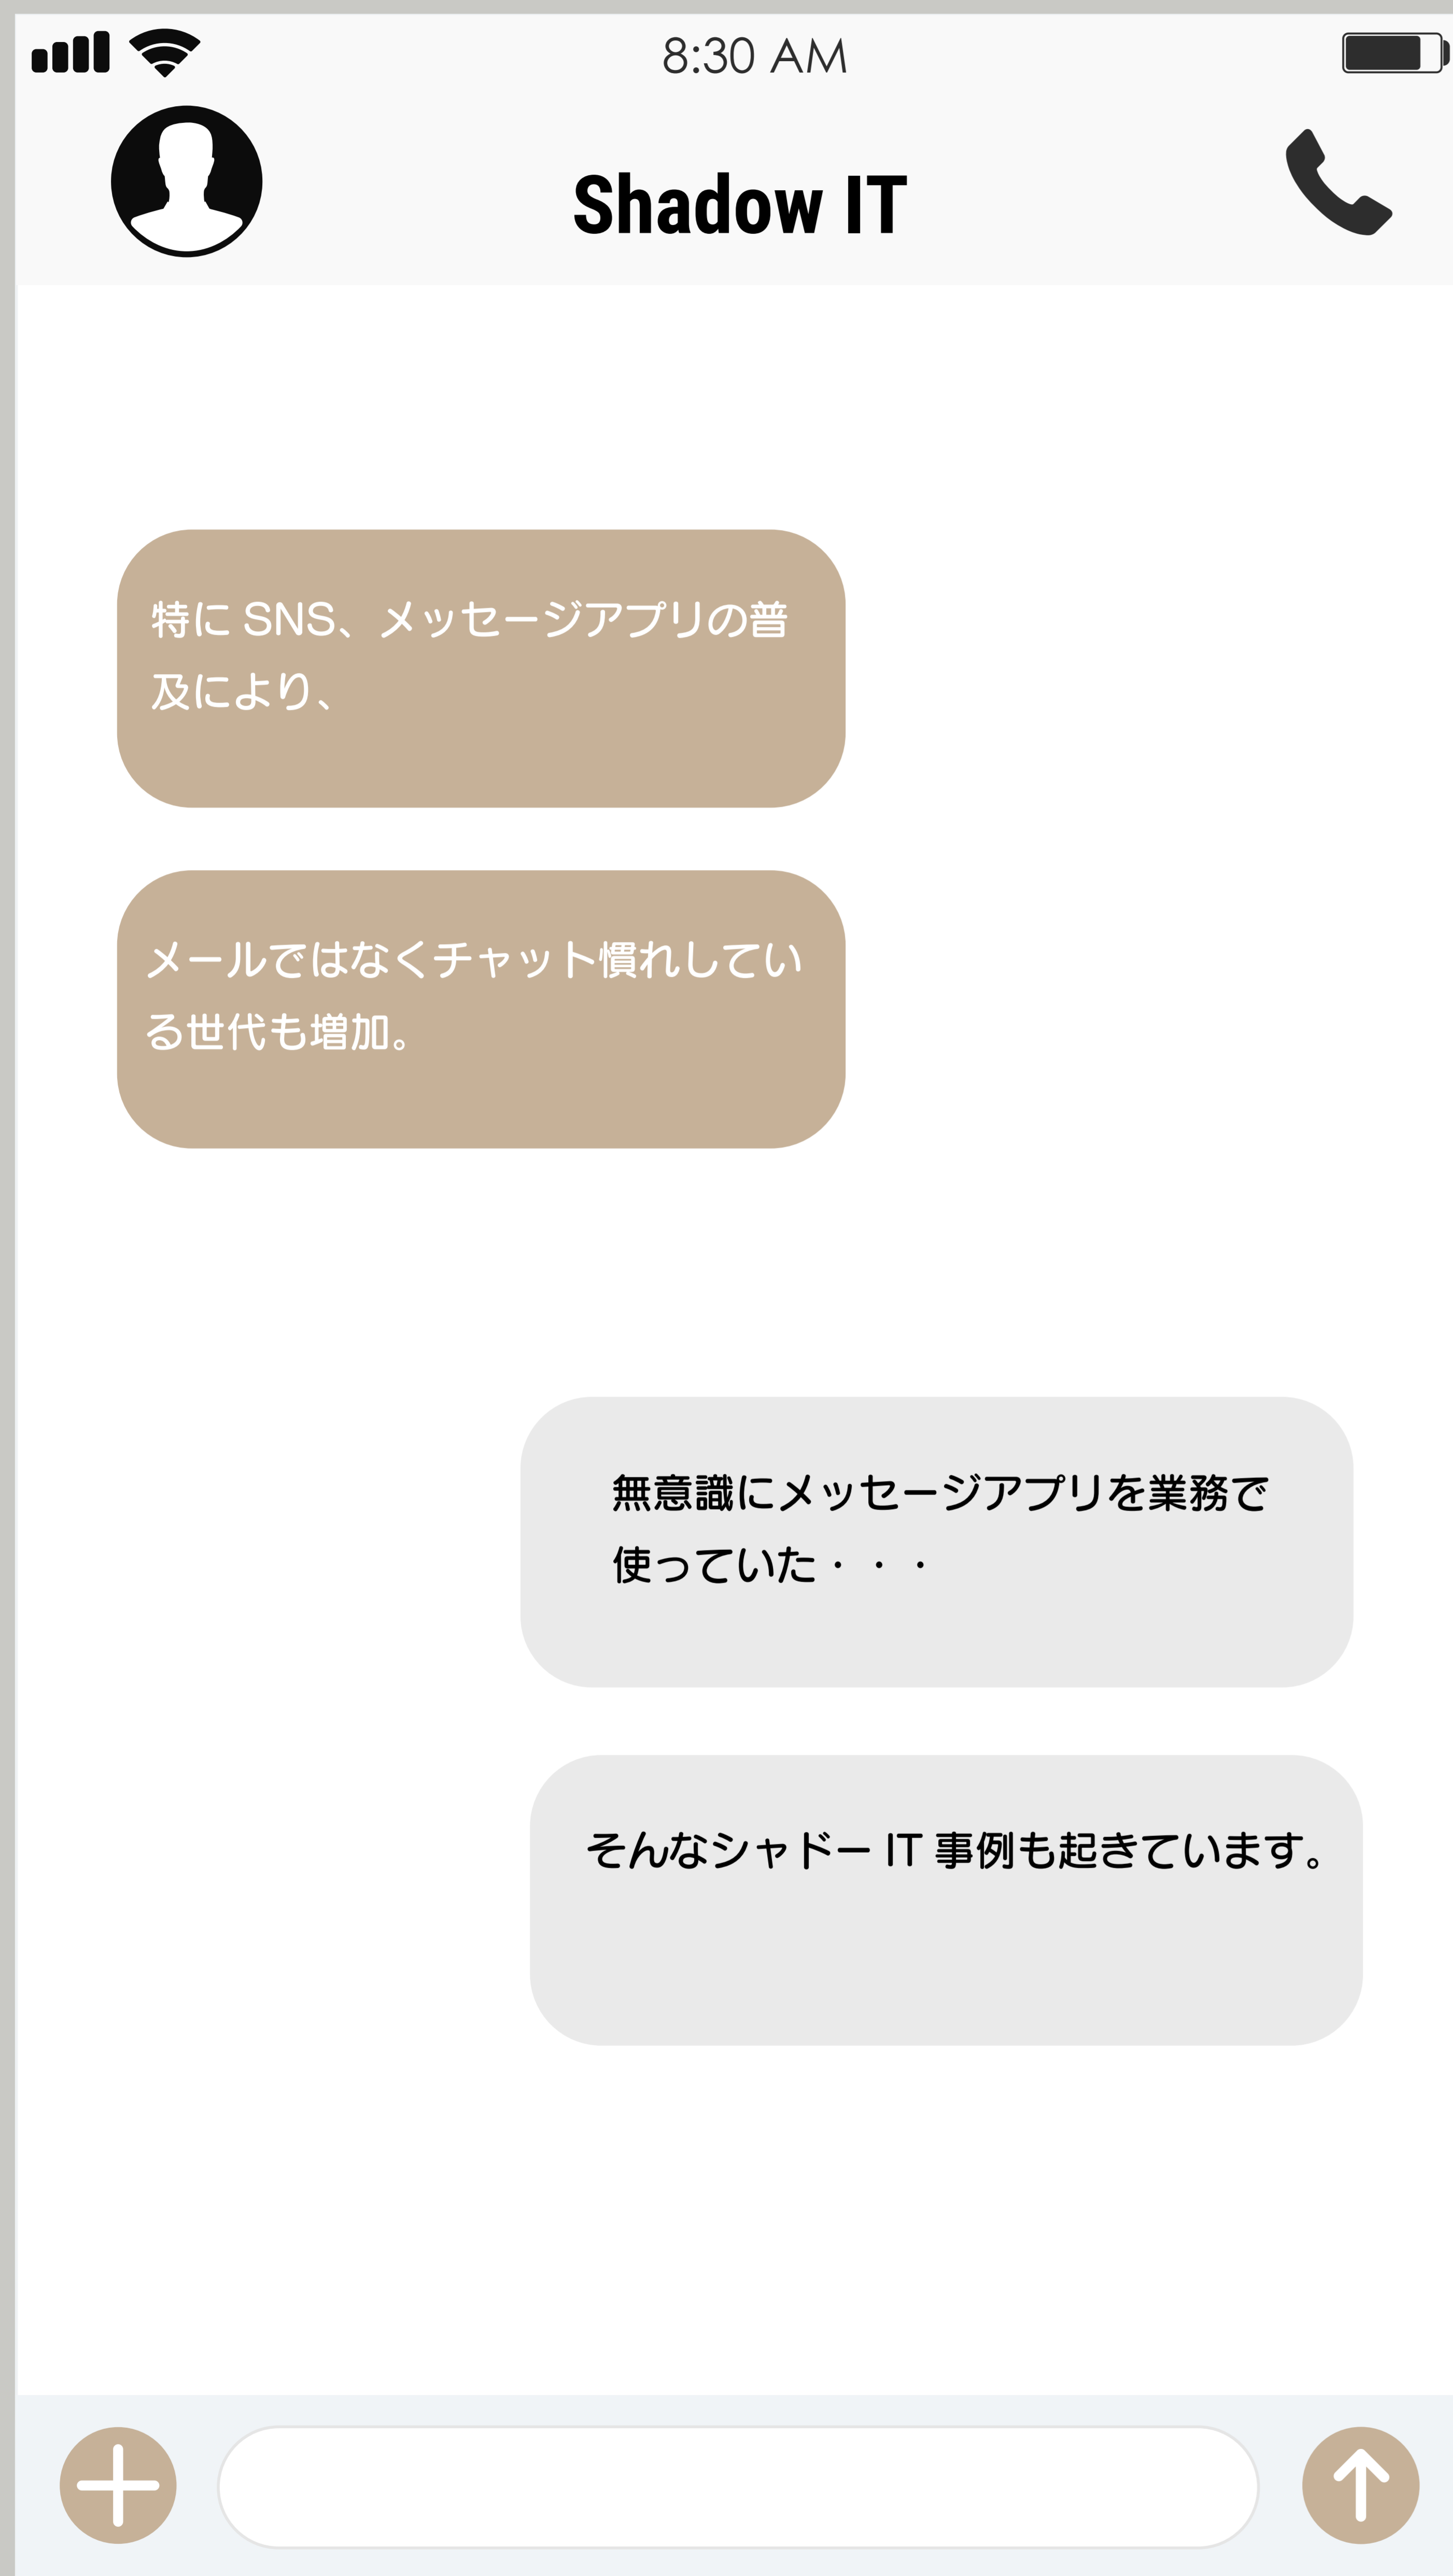 8:30 AM
Shadow IT
特に SNS、メッセージアプリの普
及により、
メールではなくチャット慣れしてい
る世代も増加。
無意識にメッセージアプリを業務で
使っていた・・・
そんなシャドー IT 事例も起きています。